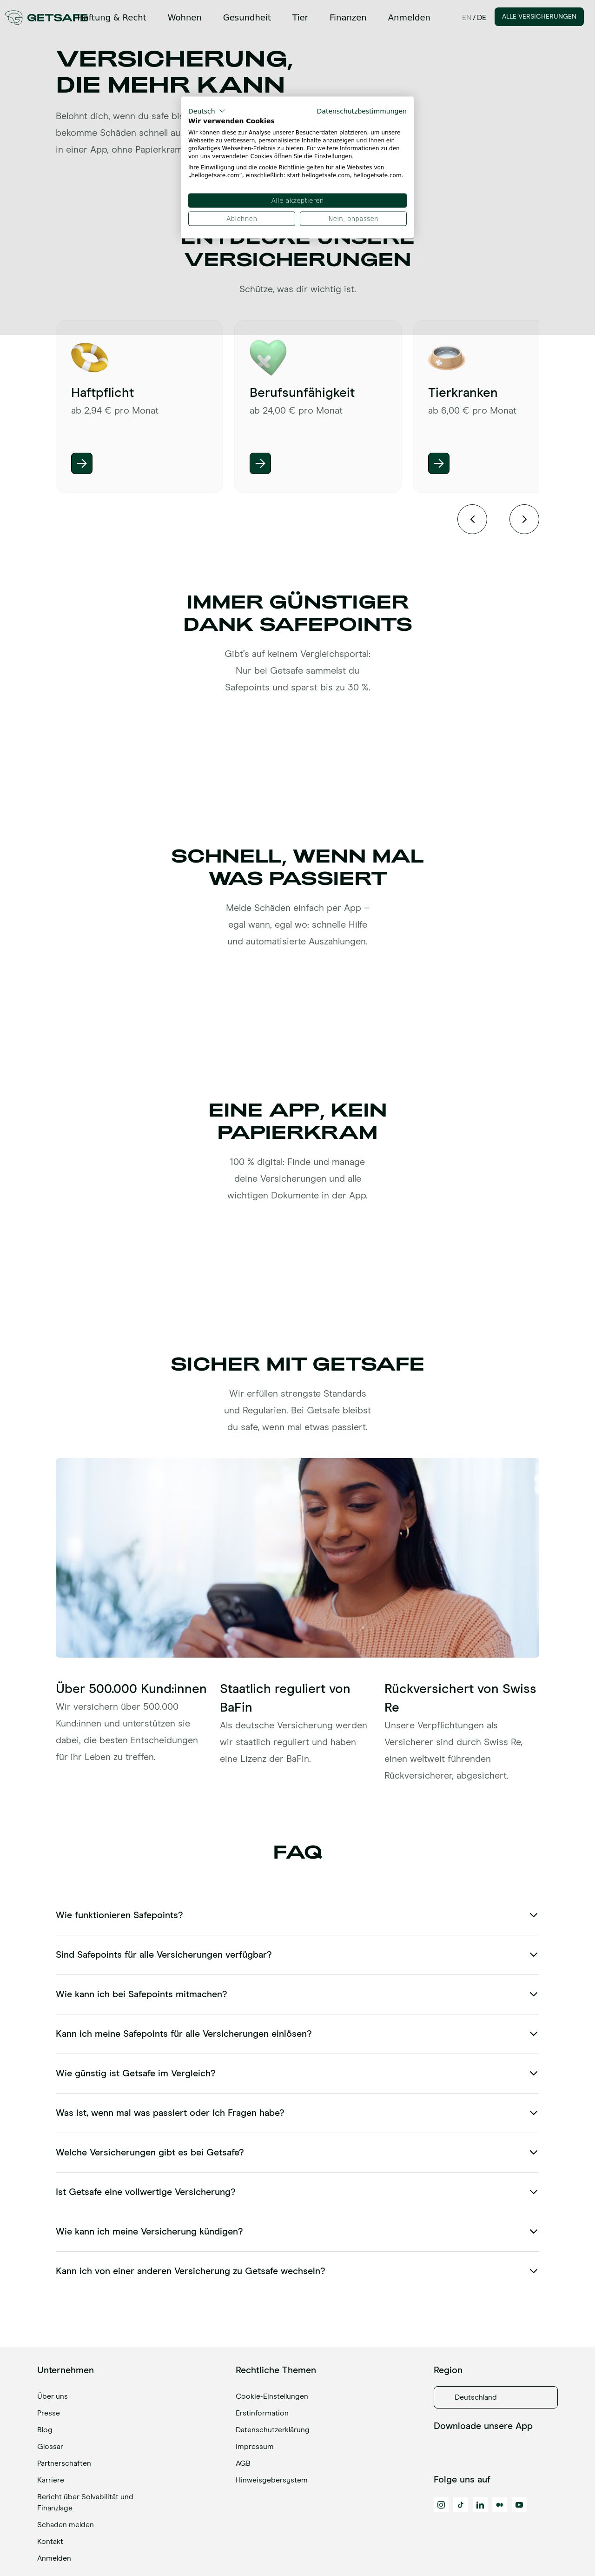 GETSAFE
Haftung & Recht
Wohnen
Gesundheit
Tier
Finanzen
Anmelden
EN / DE
ALLE VERSICHERUNGEN
VERSICHERUNG,
DIE MEHR KANN
Belohnt dich, wenn du safe
bekomme Schäden schnell
in einer App, ohne Papierkram
Deutsch
Datenschutzbestimmungen
Wir verwenden Cookies
Wir können diese zur Analyse unserer Besucherdaten platzieren, um unsere
Webseite zu verbessern, personalisierte Inhalte anzuzeigen und Ihnen ein
großartiges Webseiten-Erlebnis zu bieten. Für weitere Informationen zu den
von uns verwendeten Cookies öffnen Sie die Einstellungen.
Ihre Einwilligung und die cookie Richtlinie gelten für alle Websites von
„hellogetsafe.com“, einschließlich: start.hellogetsafe.com, hellogetsafe.com.
Alle akzeptieren
Ablehnen
Nein, anpassen
ENTDECKE UNSERE
VERSICHERUNGEN
Schütze, was dir wichtig ist.
Haftpflicht
ab 2,94 € pro Monat
Berufsunfähigkeit
ab 24,00 € pro Monat
Tierkranken
ab 6,00 € pro Monat
IMMER GÜNSTIGER
DANK SAFEPOINTS
Gibt’s auf keinem Vergleichsportal:
Nur bei Getsafe sammelst du
Safepoints und sparst bis zu 30 %.
SCHNELL, WENN MAL
WAS PASSIERT
Melde Schäden einfach per App –
egal wann, egal wo: schnelle Hilfe
und automatisierte Auszahlungen.
EINE APP, KEIN
PAPIERKRAM
100 % digital: Finde und manage
deine Versicherungen und alle
wichtigen Dokumente in der App.
SICHER MIT GETSAFE
Wir erfüllen strengste Standards
und Regularien. Bei Getsafe bleibst
du safe, wenn mal etwas passiert.
Über 500.000 Kund:innen
Wir versichern über 500.000
Kund:innen und unterstützen sie
dabei, die besten Entscheidungen
für ihr Leben zu treffen.
Staatlich reguliert von
BaFin
Als deutsche Versicherung werden
wir staatlich reguliert und haben
eine Lizenz der BaFin.
Rückversichert von Swiss
Re
Unsere Verpflichtungen als
Versicherer sind durch Swiss Re,
einen weltweit führenden
Rückversicherer, abgesichert.
FAQ
Wie funktionieren Safepoints?
Sind Safepoints für alle Versicherungen verfügbar?
Wie kann ich bei Safepoints mitmachen?
Kann ich meine Safepoints für alle Versicherungen einlösen?
Wie günstig ist Getsafe im Vergleich?
Was ist, wenn mal was passiert oder ich Fragen habe?
Welche Versicherungen gibt es bei Getsafe?
Ist Getsafe eine vollwertige Versicherung?
Wie kann ich meine Versicherung kündigen?
Kann ich von einer anderen Versicherung zu Getsafe wechseln?
Unternehmen
Über uns
Presse
Blog
Glossar
Partnerschaften
Karriere
Bericht über Solvabilität und
Finanzlage
Schaden melden
Kontakt
Anmelden
Rechtliche Themen
Cookie-Einstellungen
Erstinformation
Datenschutzerklärung
Impressum
AGB
Hinweisgebersystem
Region
Deutschland
Downloade unsere App
Folge uns auf